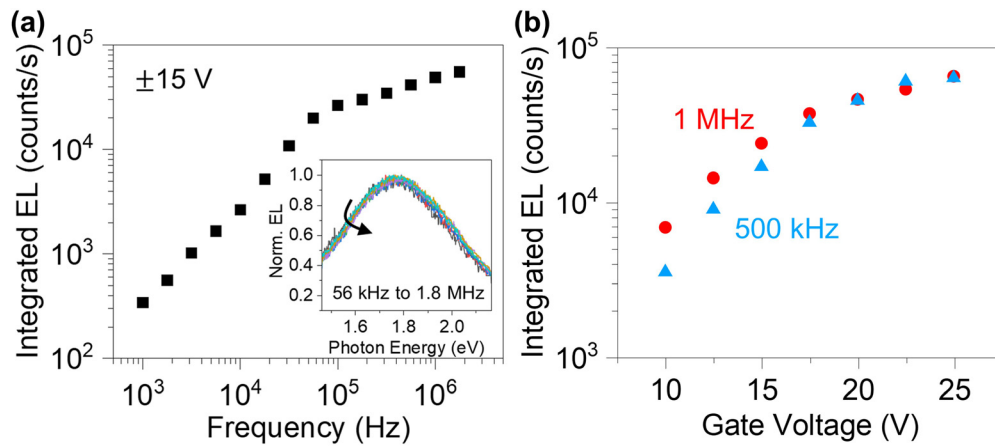 (a)
Integrated EL (counts/s)
10^5
10^4
10^3
10^2
±15 V
Norm. EL
1.0
0.8
0.6
0.4
0.2
56 kHz to 1.8 MHz
1.6 1.8 2.0
Photon Energy (eV)
10^3 10^4 10^5 10^6
Frequency (Hz)
(b)
Integrated EL (counts/s)
10^5
10^4
10^3
1 MHz
500 kHz
10 15 20 25
Gate Voltage (V)